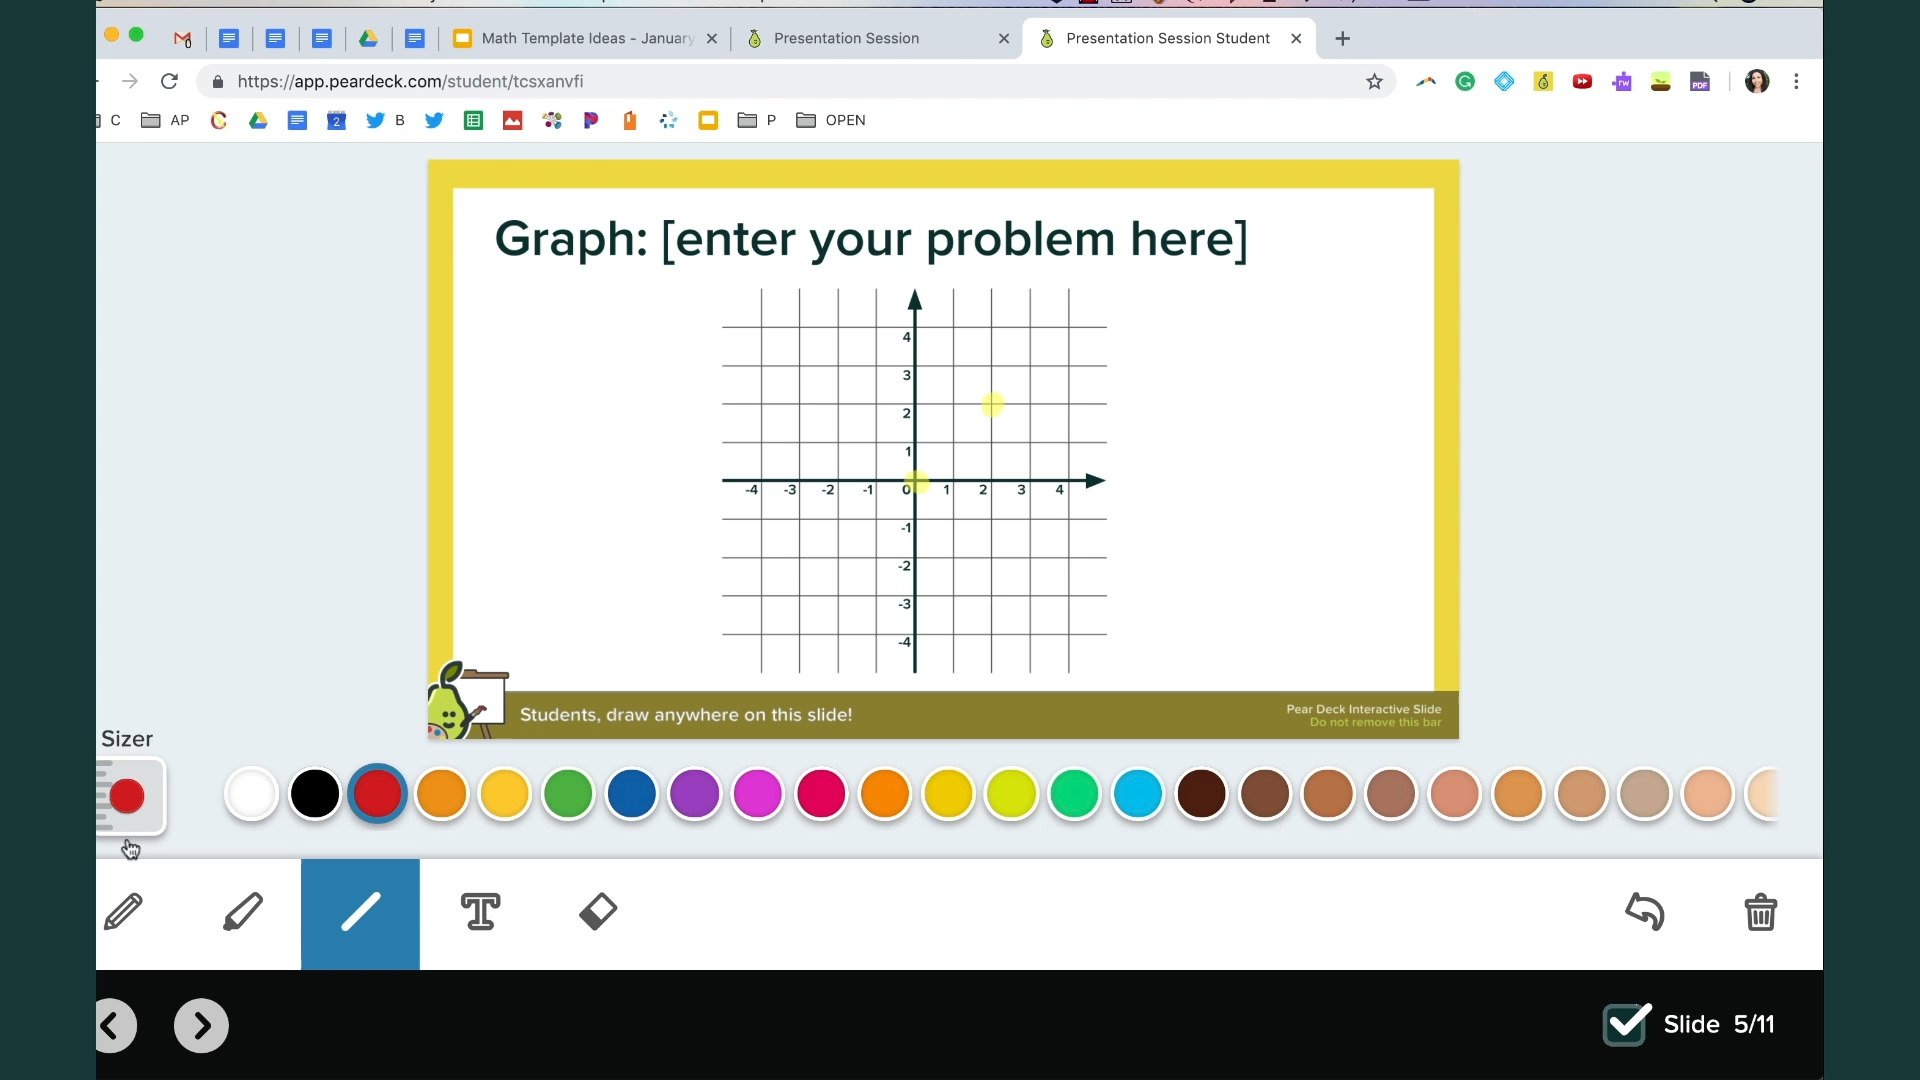 Math Template Ideas - January
Presentation Session
Presentation Session Student
https://app.peardeck.com/student/tcsxanvfi
C
AP
2
B
P
OPEN
rw
PDF
Graph: [enter your problem here]
4
3
2
1
-4 -3 -2 -1 0 1 2 3 4
-1
-2
-3
-4
Students, draw anywhere on this slide!
Pear Deck Interactive Slide
Do not remove this bar
Sizer
T
Slide 5/11